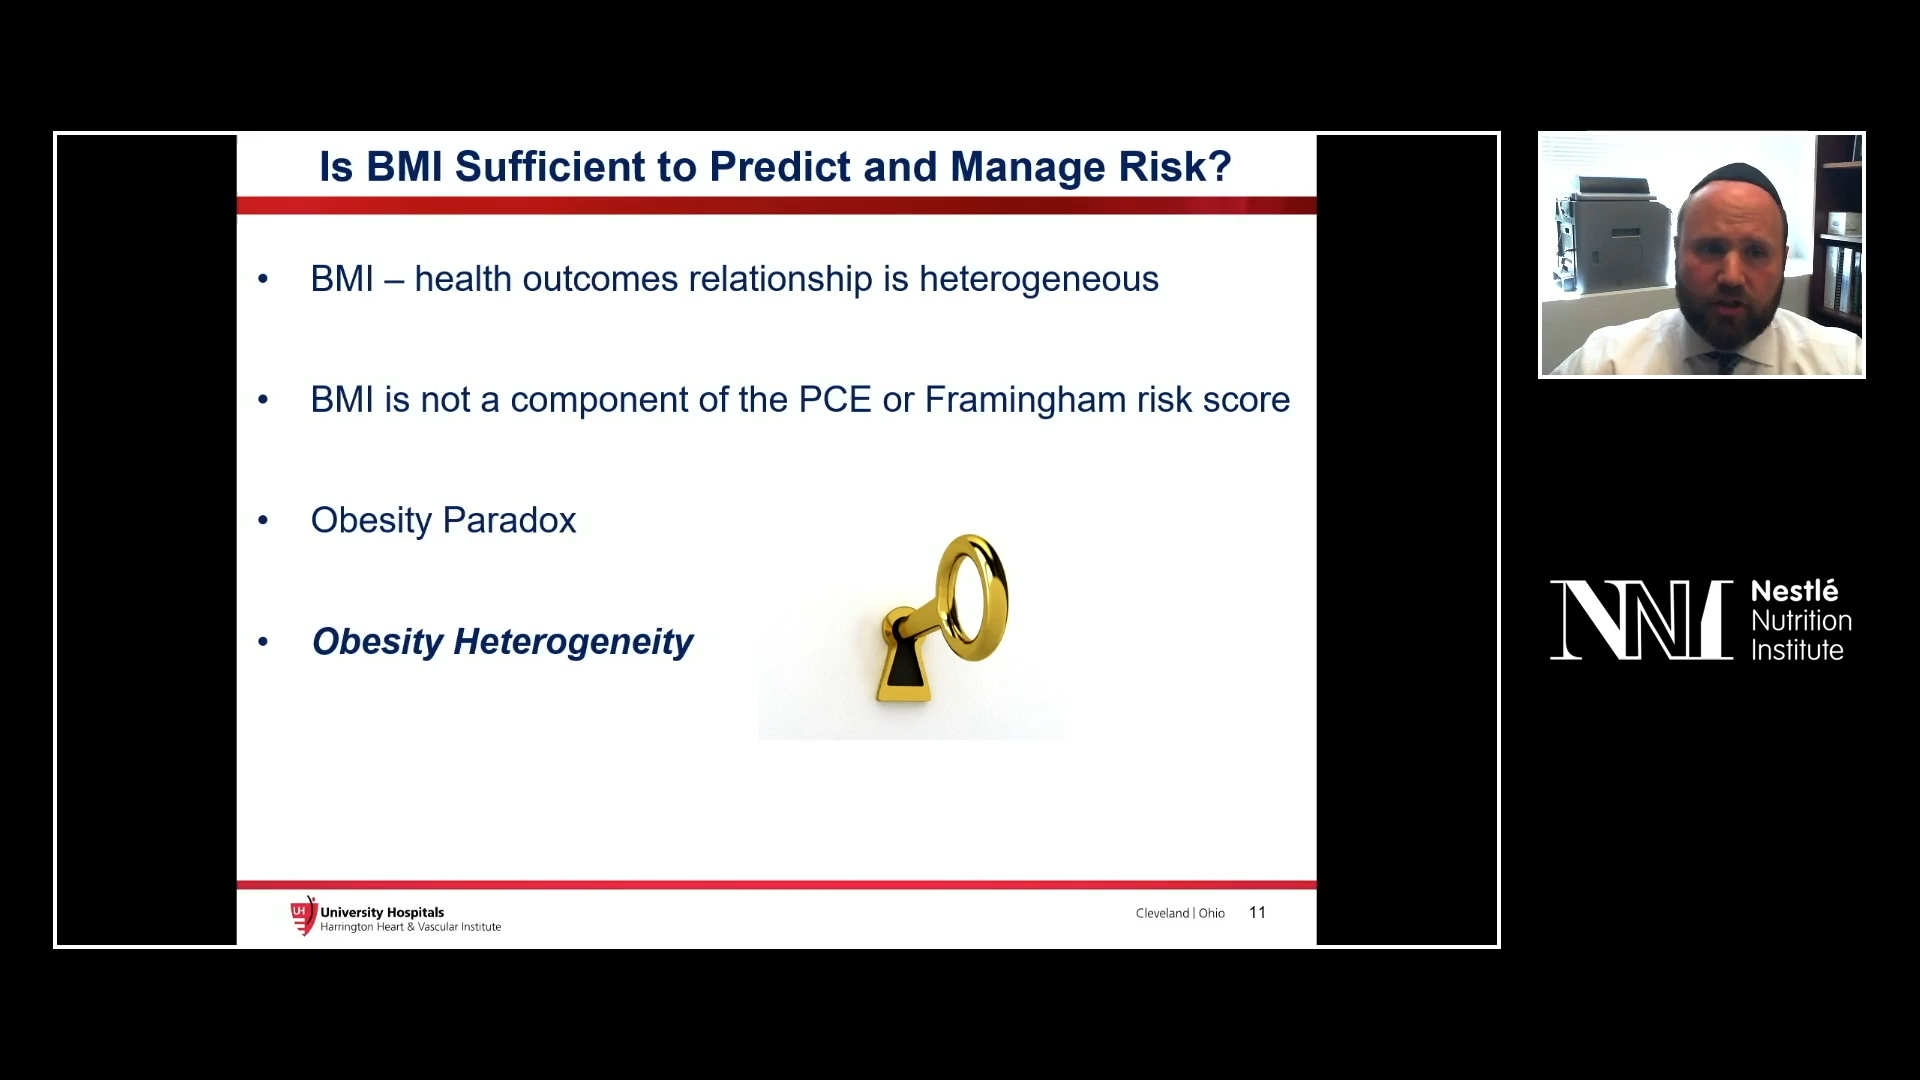 Is BMI Sufficient to Predict and Manage Risk?
• BMI – health outcomes relationship is heterogeneous
• BMI is not a component of the PCE or Framingham risk score
• Obesity Paradox
• Obesity Heterogeneity
UH
University Hospitals
Harrington Heart & Vascular Institute
Cleveland | Ohio 11
NNI
Nestlé
Nutrition
Institute